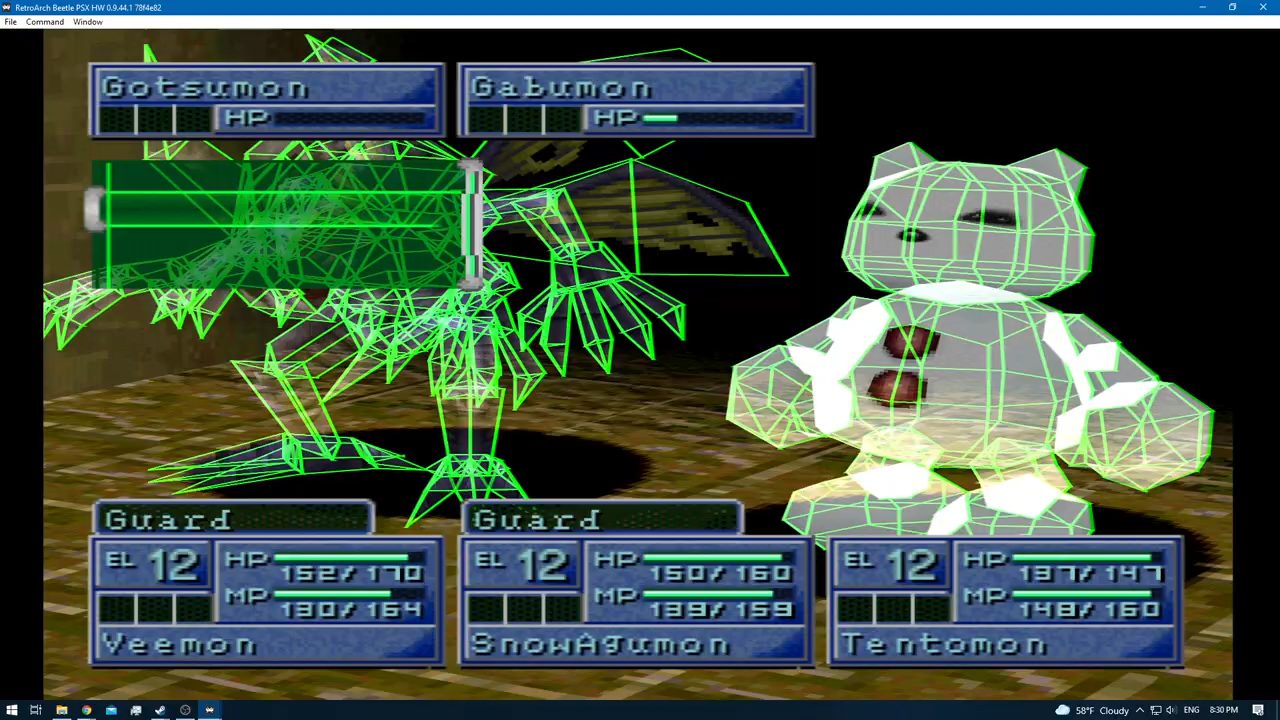 RetroArch Beetle PSX HW 0.9.44.1 78f4e82
File Command Window
Gotsumon
HP
Gabumon
HP
Guard
Guard
EL 12 HP 152/170
MP 130/164
Veemon
EL 12 HP 150/160
MP 139/159
SnowAgumon
EL 12 HP 137/147
MP 148/160
Tentomon
58°F Cloudy ENG 8:30 PM